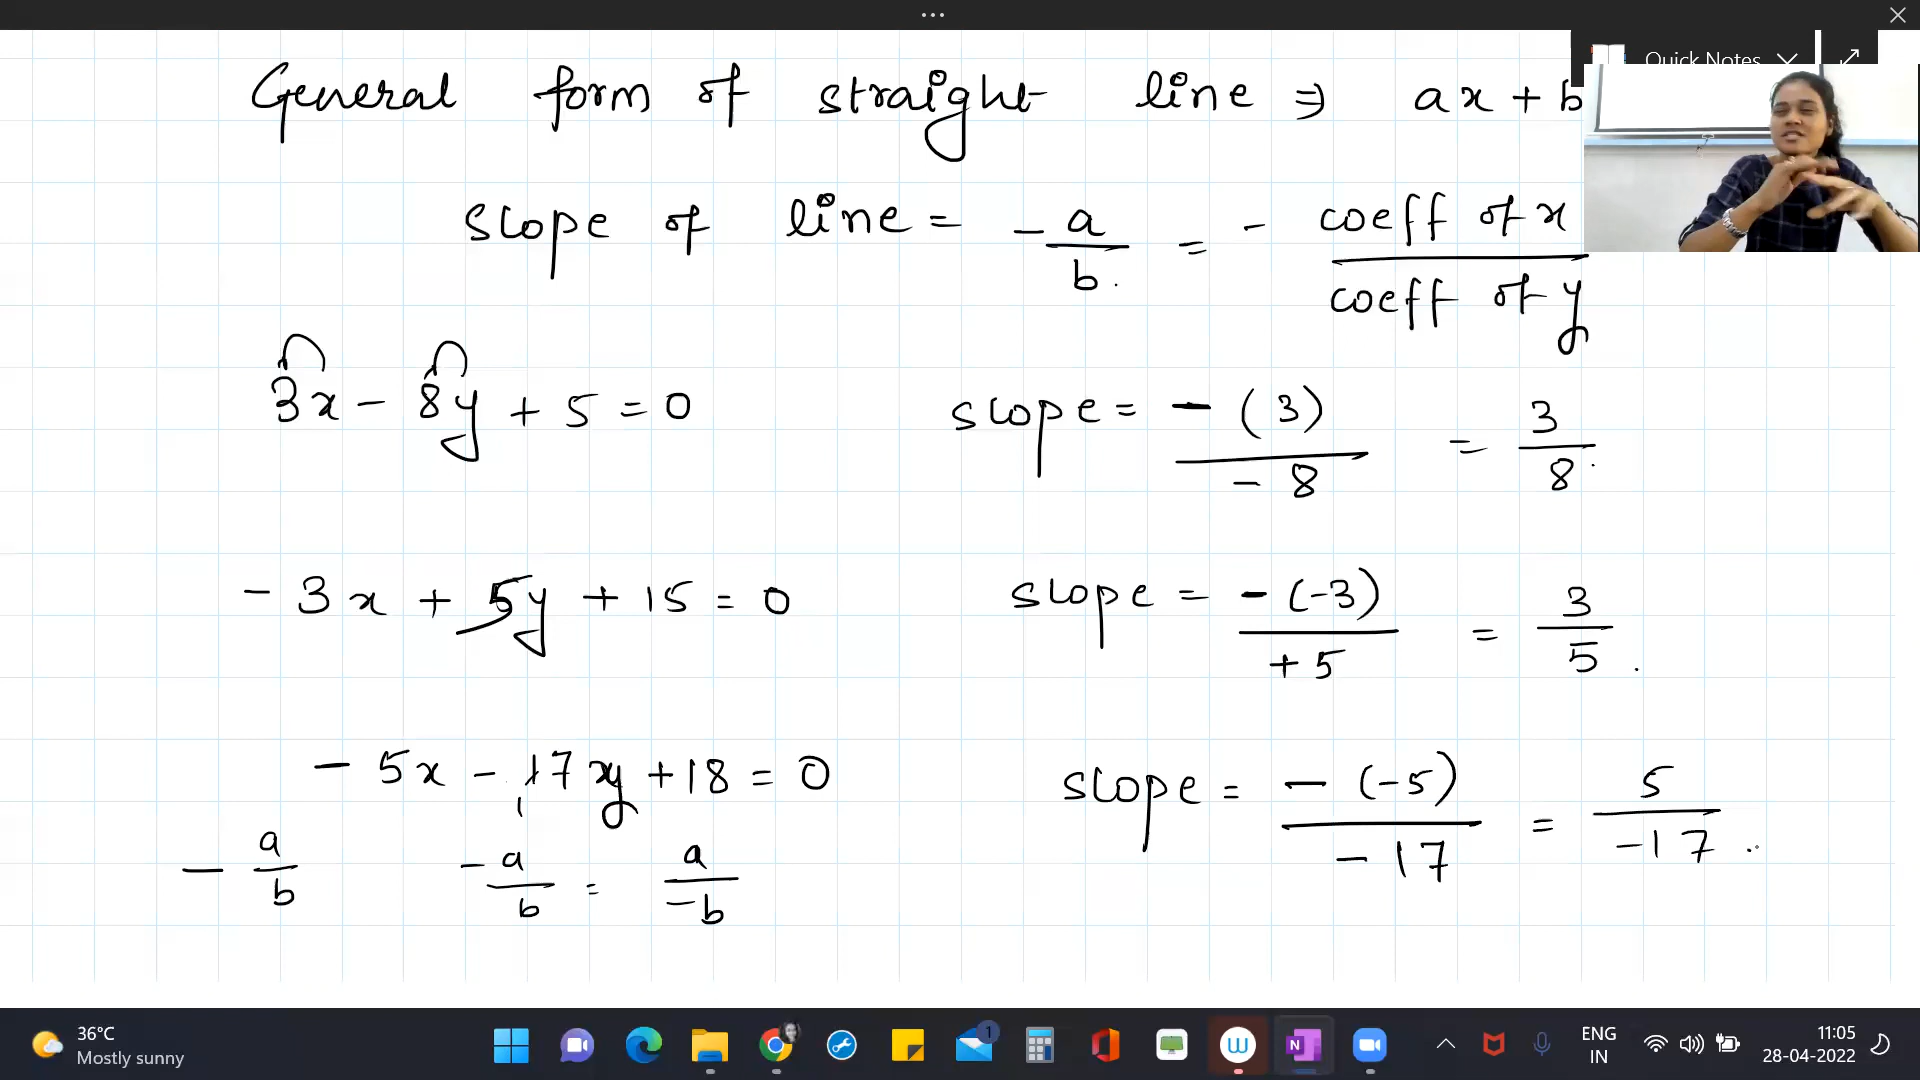 Quick Notes
General form of straight line ⇒ ax + b
slope of line = - a/b = - coeff of x / coeff of y
3x - 8y + 5 = 0 slope = - (3) / - 8 = 3/8
- 3x + 5y + 15 = 0 slope = - (-3) / + 5 = 3/5
- 5x - 17xy + 18 = 0 slope = - (-5) / - 17 = 5 / -17
- a/b -a/b = a/-b
36°C
Mostly sunny
1
ENG
IN
11:05
28-04-2022